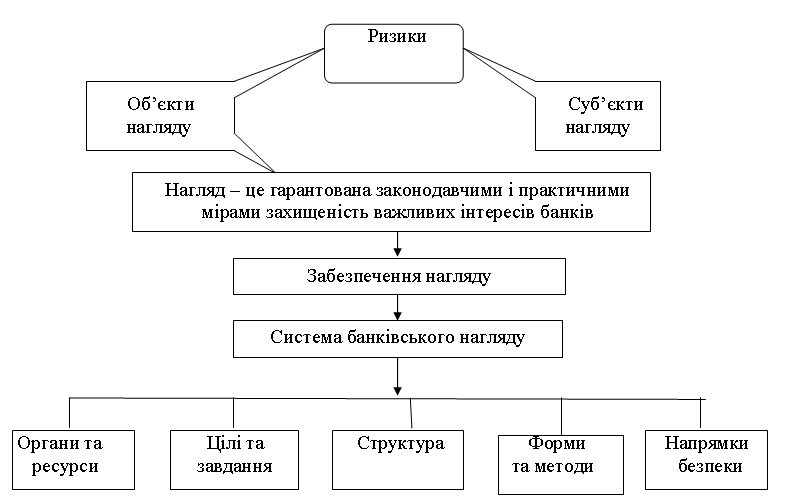 Ризики
Об’єкти
нагляду
Суб’єкти
нагляду
Нагляд – це гарантована законодавчими і практичними
мірами захищеність важливих інтересів банків
Забезпечення нагляду
Система банківського нагляду
Органи та
ресурси
Цілі та
завдання
Структура
Форми
та методи
Напрямки
безпеки